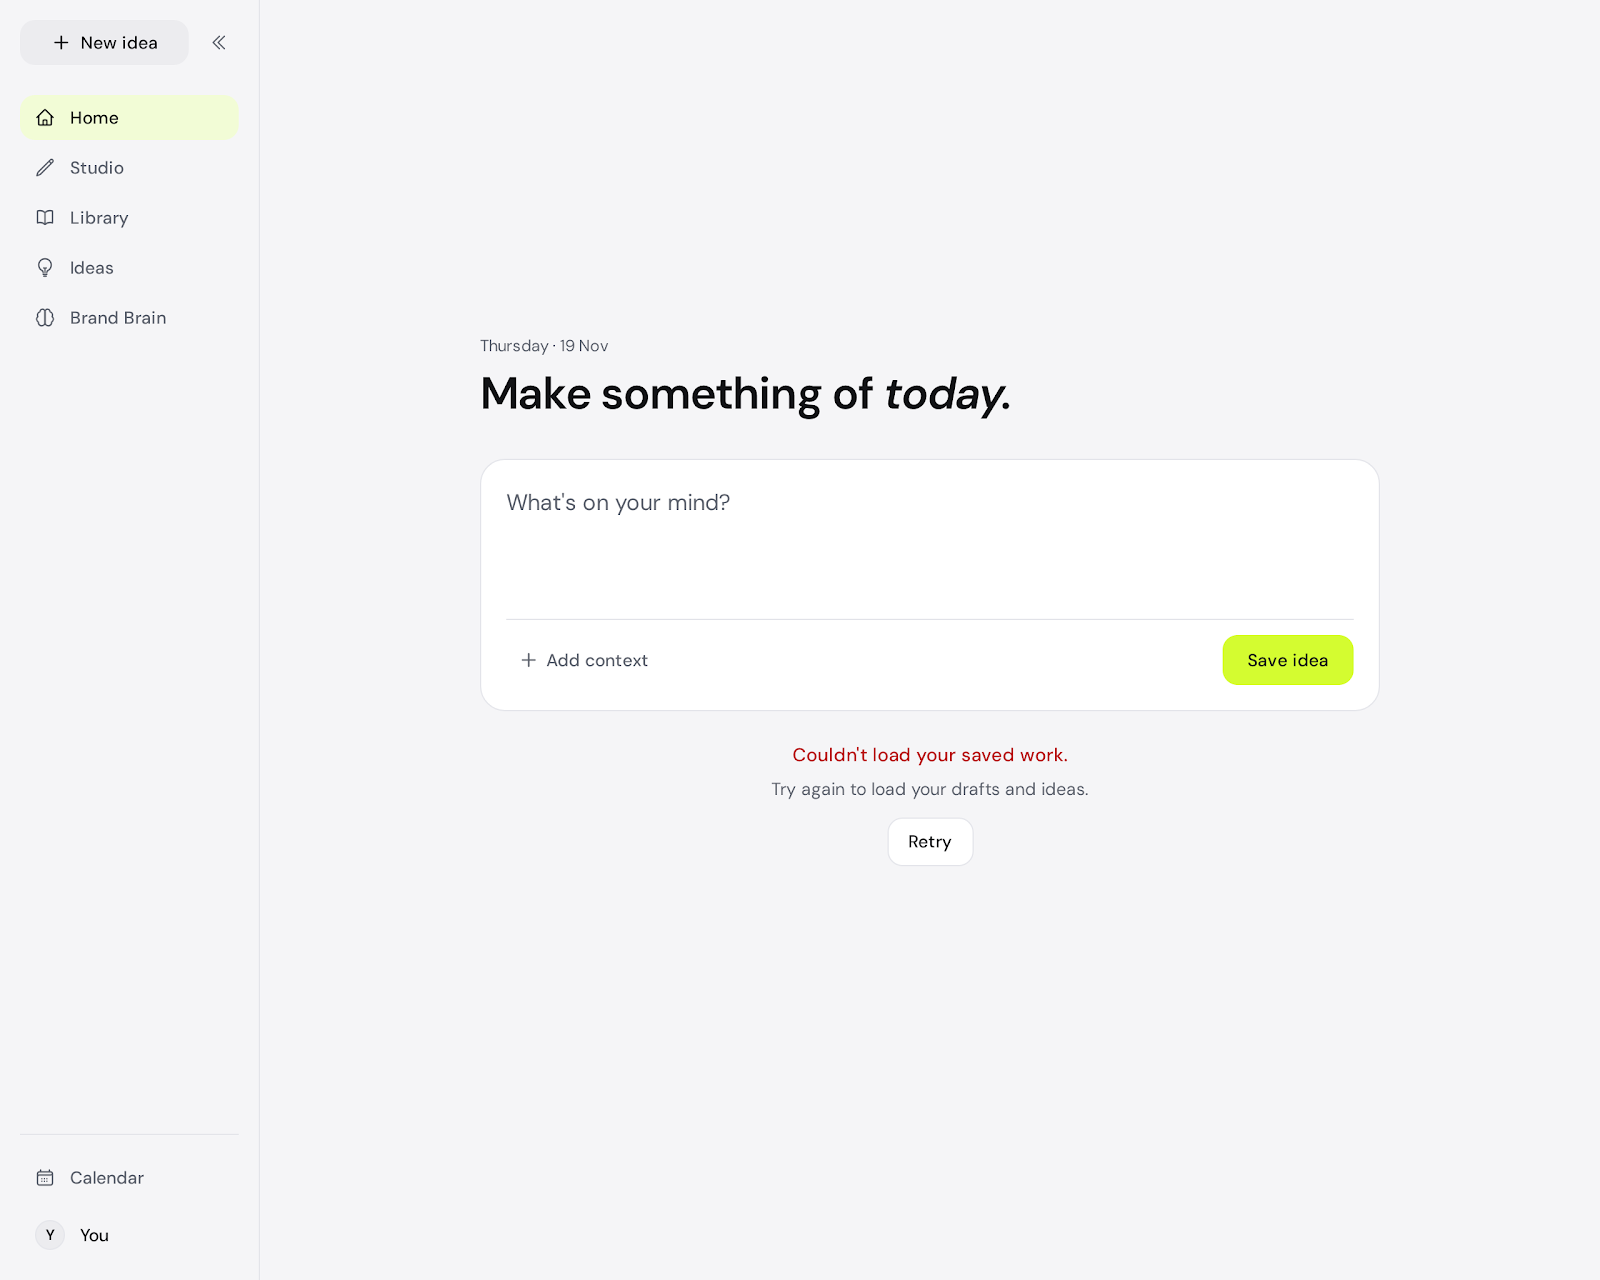 New idea
Home
Studio
Library
Ideas
Brand Brain
Calendar
Y You
Thursday · 19 Nov
Make something of today.
What's on your mind?
Add context
Save idea
Couldn't load your saved work.
Try again to load your drafts and ideas.
Retry